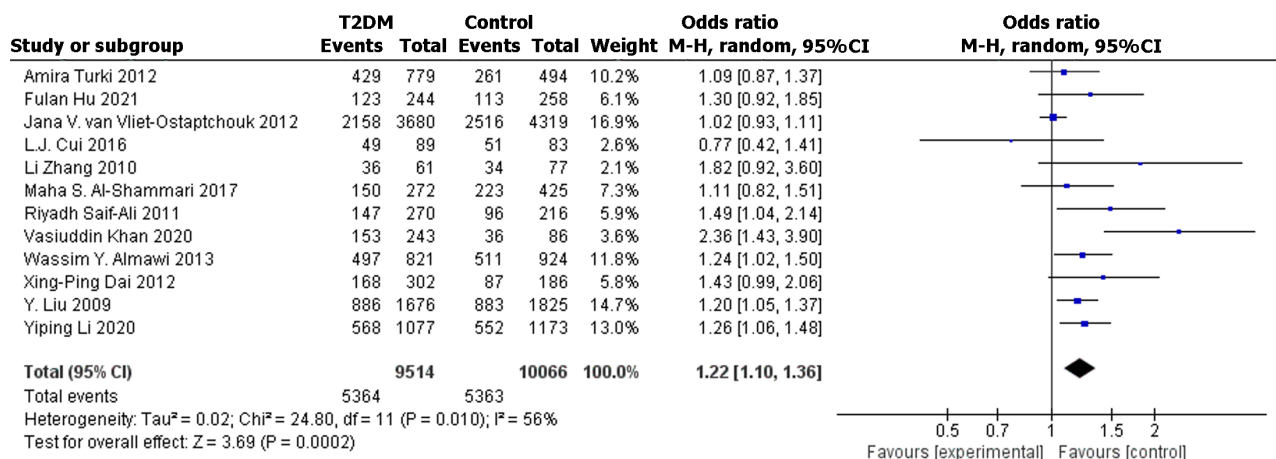 T2DM Control Odds ratio Odds ratio
Study or subgroup Events Total Events Total Weight M-H, random, 95%CI M-H, random, 95%CI
Amira Turki 2012 429 779 261 494 10.2% 1.09 [0.87, 1.37]
Fulan Hu 2021 123 244 113 258 6.1% 1.30 [0.92, 1.85]
Jana V. van Vliet-Ostaptchouk 2012 2158 3680 2516 4319 16.9% 1.02 [0.93, 1.11]
L.J. Cui 2016 49 89 51 83 2.6% 0.77 [0.42, 1.41]
Li Zhang 2010 36 61 34 77 2.1% 1.82 [0.92, 3.60]
Maha S. Al-Shammari 2017 150 272 223 425 7.3% 1.11 [0.82, 1.51]
Riyadh Saif-Ali 2011 147 270 96 216 5.9% 1.49 [1.04, 2.14]
Vasiuddin Khan 2020 153 243 36 86 3.6% 2.36 [1.43, 3.90]
Wassim Y. Almawi 2013 497 821 511 924 11.8% 1.24 [1.02, 1.50]
Xing-Ping Dai 2012 168 302 87 186 5.8% 1.43 [0.99, 2.06]
Y. Liu 2009 886 1676 883 1825 14.7% 1.20 [1.05, 1.37]
Yiping Li 2020 568 1077 552 1173 13.0% 1.26 [1.06, 1.48]
Total (95% CI) 9514 10066 100.0% 1.22 [1.10, 1.36]
Total events 5364 5363
Heterogeneity: Tau² = 0.02; Chi² = 24.80, df = 11 (P = 0.010); I² = 56%
Test for overall effect: Z = 3.69 (P = 0.0002)
0.5 0.7 1 1.5 2
Favours [experimental] Favours [control]